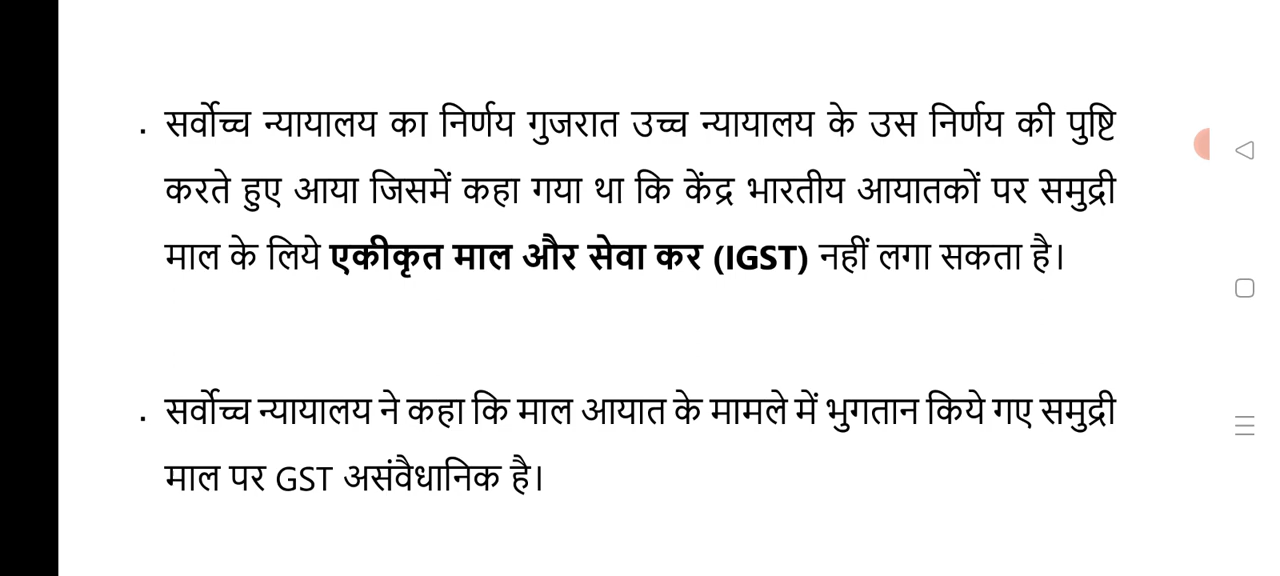 . सर्वोच्च न्यायालय का निर्णय गुजरात उच्च न्यायालय के उस निर्णय की पुष्टि
करते हुए आया जिसमें कहा गया था कि केंद्र भारतीय आयातकों पर समुद्री
माल के लिये एकीकृत माल और सेवा कर (IGST) नहीं लगा सकता है।
. सर्वोच्च न्यायालय ने कहा कि माल आयात के मामले में भुगतान किये गए समुद्री
माल पर GST असंवैधानिक है।